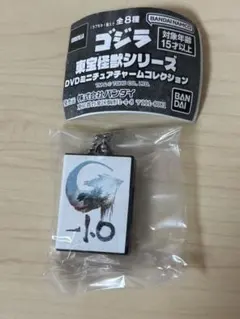 全8種
BANDAI NAMCO
ゴジラ
対象年齢
15才以上
東宝怪獣シリーズ
DVDミニチュアチャームコレクション
株式会社バンダイ
BANDAI
-1.0